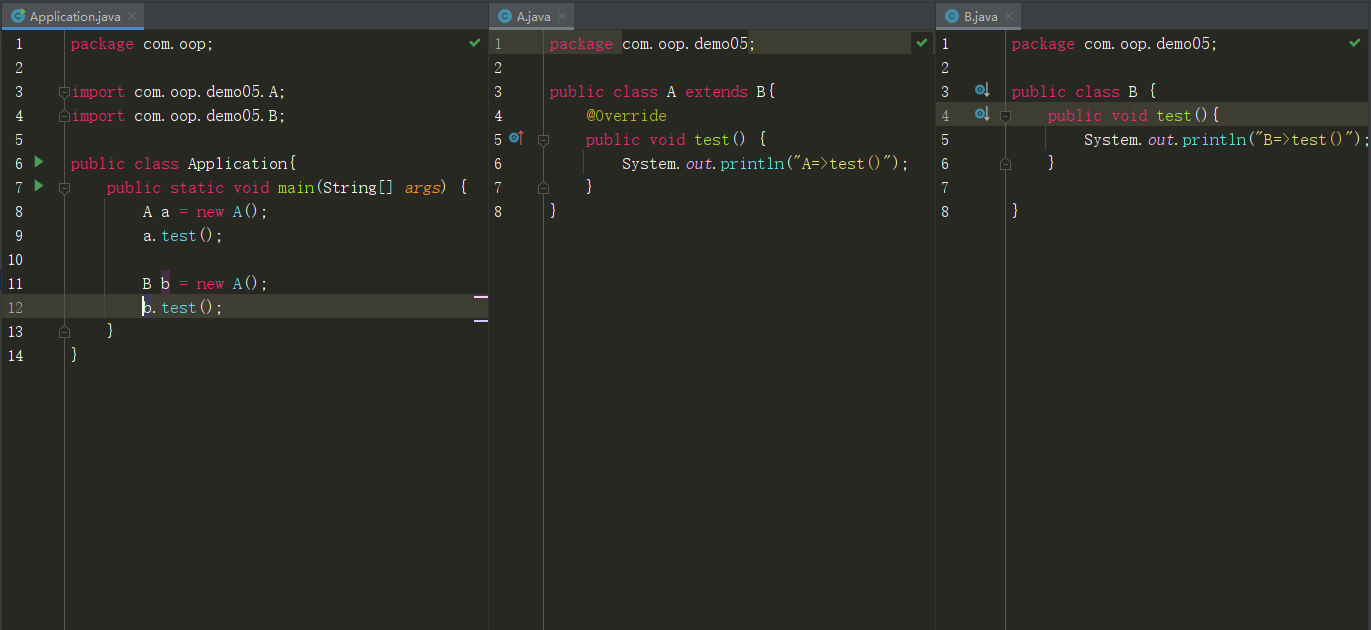 Application.java
1 package com.oop;
2
3 import com.oop.demo05.A;
4 import com.oop.demo05.B;
5
6 public class Application{
7 public static void main(String[] args) {
8 A a = new A();
9 a.test();
10
11 B b = new A();
12 b.test();
13 }
14 }
A.java
1 package com.oop.demo05;
2
3 public class A extends B{
4 @Override
5 public void test() {
6 System.out.println("A=>test()");
7 }
8 }
B.java
1 package com.oop.demo05;
2
3 public class B {
4 public void test(){
5 System.out.println("B=>test()");
6 }
7
8 }